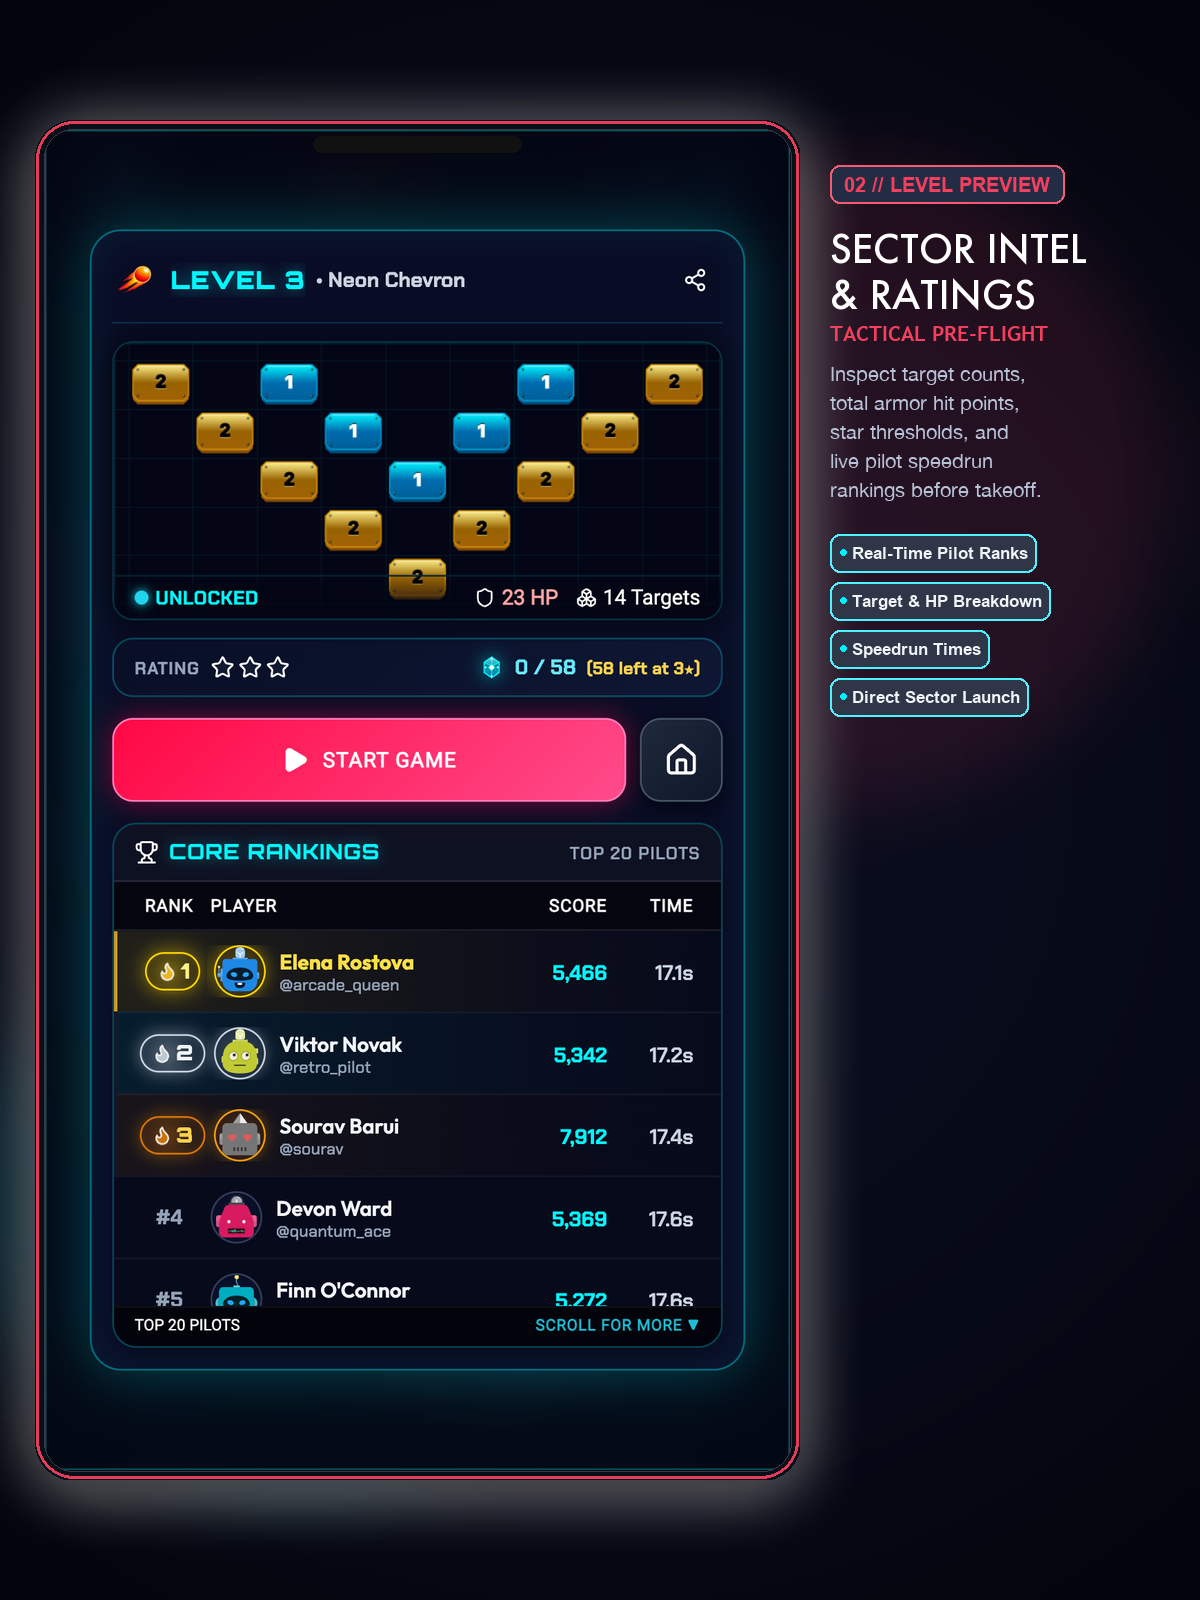 02 // LEVEL PREVIEW
SECTOR INTEL
& RATINGS
TACTICAL PRE-FLIGHT
Inspect target counts,
total armor hit points,
star thresholds, and
live pilot speedrun
rankings before takeoff.
• Real-Time Pilot Ranks
• Target & HP Breakdown
• Speedrun Times
• Direct Sector Launch
LEVEL 3 • Neon Chevron
2 1 1 2
2 1 1 2
2 1 2
2 2
2
UNLOCKED 23 HP 14 Targets
RATING 0 / 58 (58 left at 3★)
START GAME
CORE RANKINGS TOP 20 PILOTS
RANK PLAYER SCORE TIME
1 Elena Rostova 5,466 17.1s
@arcade_queen
2 Viktor Novak 5,342 17.2s
@retro_pilot
3 Sourav Barui 7,912 17.4s
@sourav
#4 Devon Ward 5,369 17.6s
@quantum_ace
#5 Finn O'Connor 5,272 17.6s
TOP 20 PILOTS SCROLL FOR MORE ▼